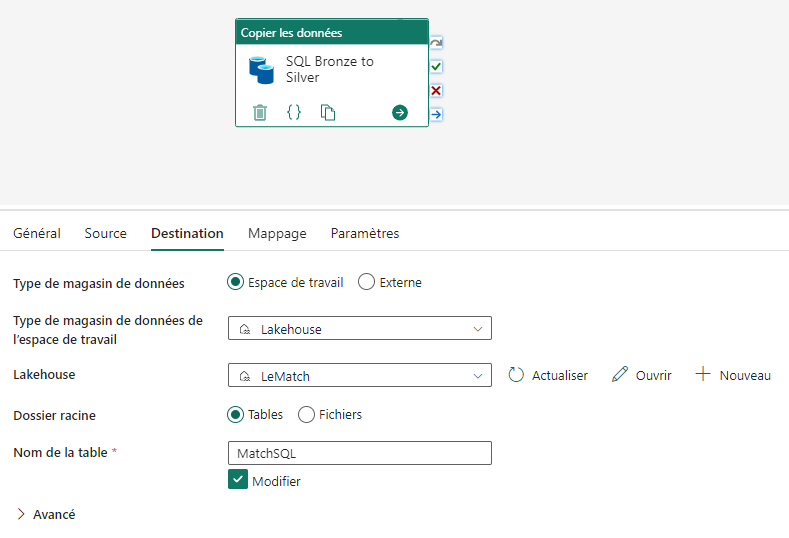 Copier les données
SQL Bronze to
Silver
{}
Général Source Destination Mappage Paramètres
Type de magasin de données Espace de travail Externe
Type de magasin de données de
l'espace de travail
Lakehouse
Lakehouse LeMatch Actualiser Ouvrir Nouveau
Dossier racine Tables Fichiers
Nom de la table * MatchSQL
Modifier
Avancé